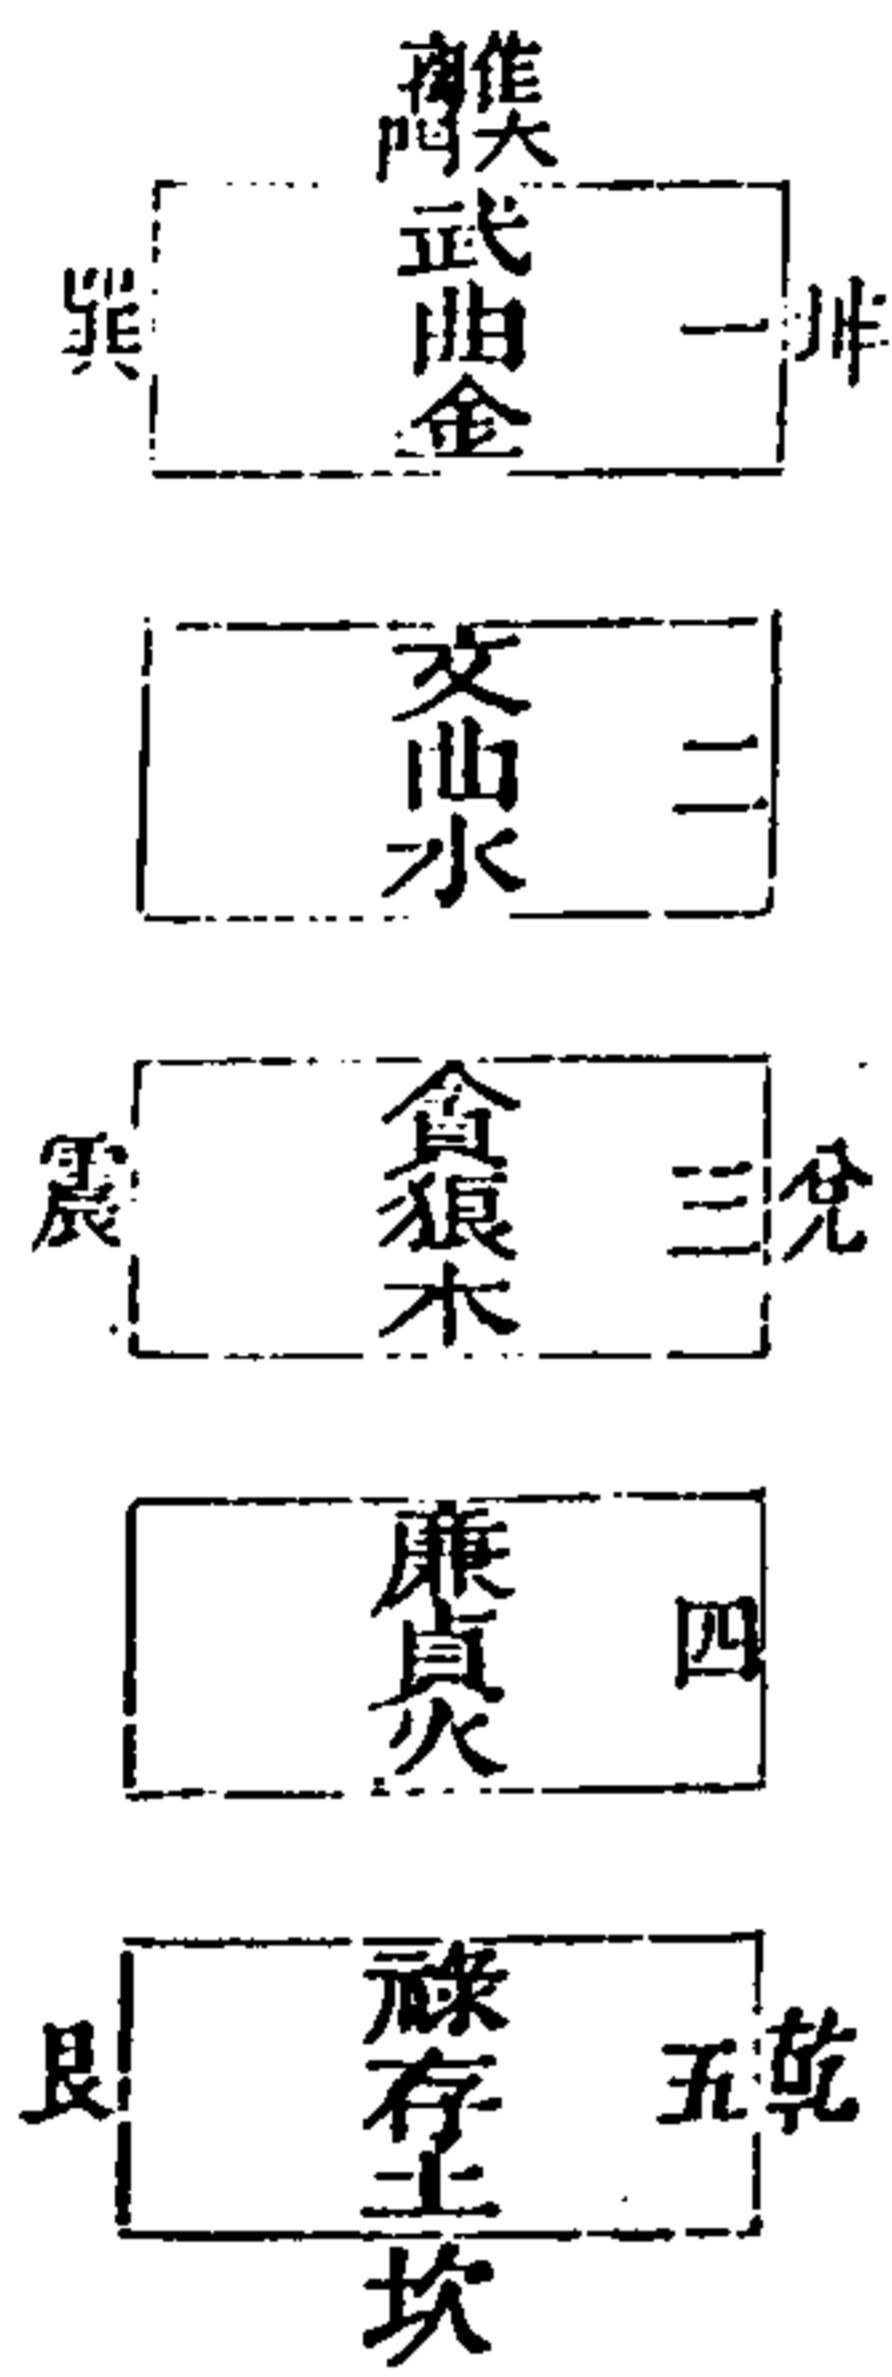 作大
離門
坤
一
武曲金
巽
二
文曲水
兌
三
貪狼木
震
四
廉貞火
乾
五
祿存土
艮
坎